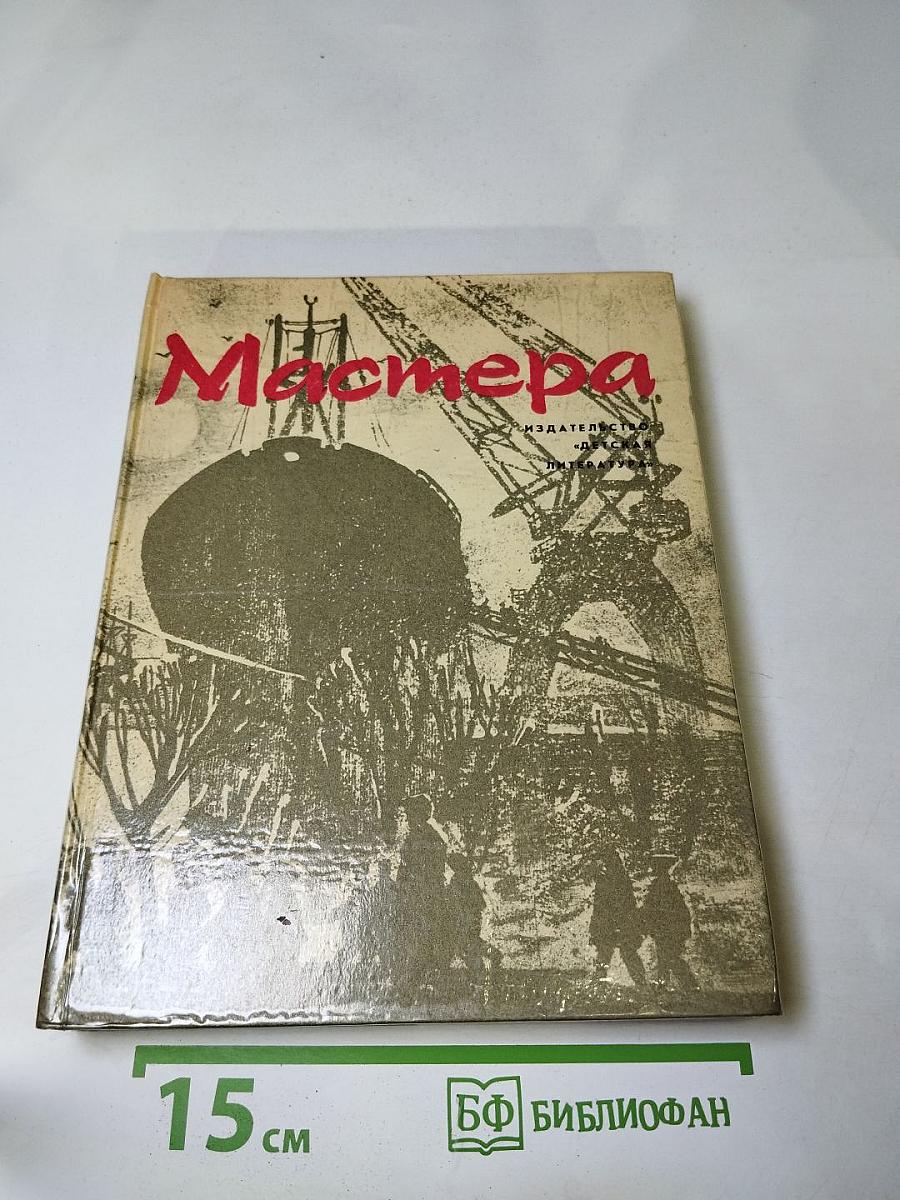 Мастера
ИЗДАТЕЛЬСТВО
«ДЕТСКАЯ
ЛИТЕРАТУРА»
15 см
БФ БИБЛИОФАН